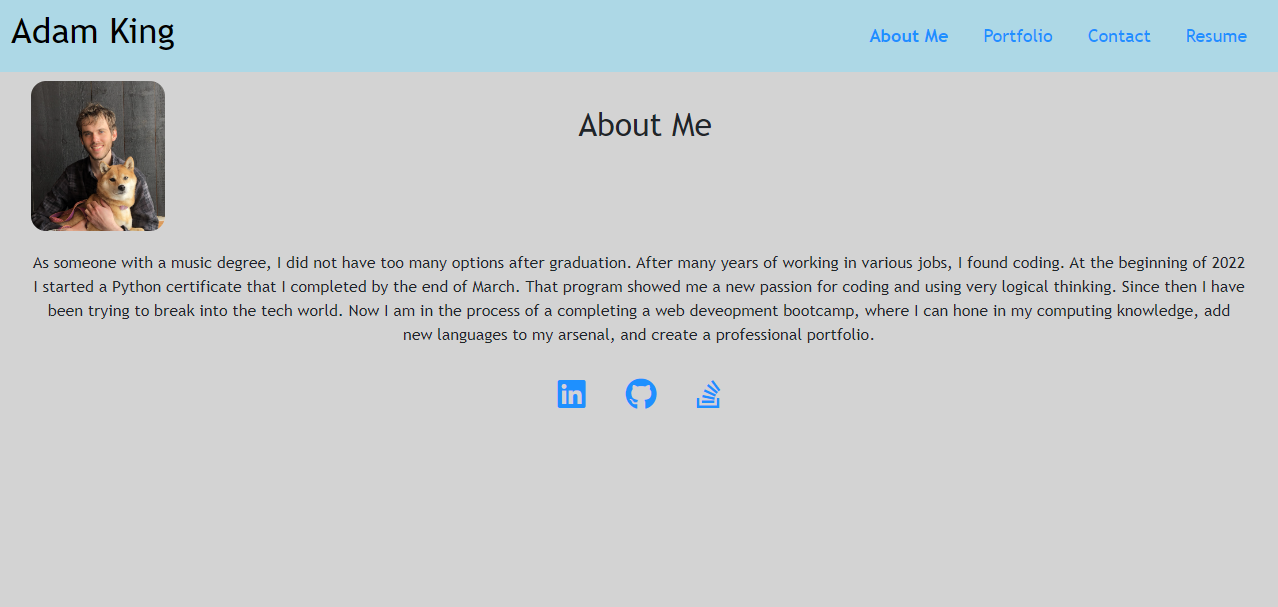 Adam King
About Me Portfolio Contact Resume
About Me
As someone with a music degree, I did not have too many options after graduation. After many years of working in various jobs, I found coding. At the beginning of 2022
I started a Python certificate that I completed by the end of March. That program showed me a new passion for coding and using very logical thinking. Since then I have
been trying to break into the tech world. Now I am in the process of a completing a web deveopment bootcamp, where I can hone in my computing knowledge, add
new languages to my arsenal, and create a professional portfolio.
in